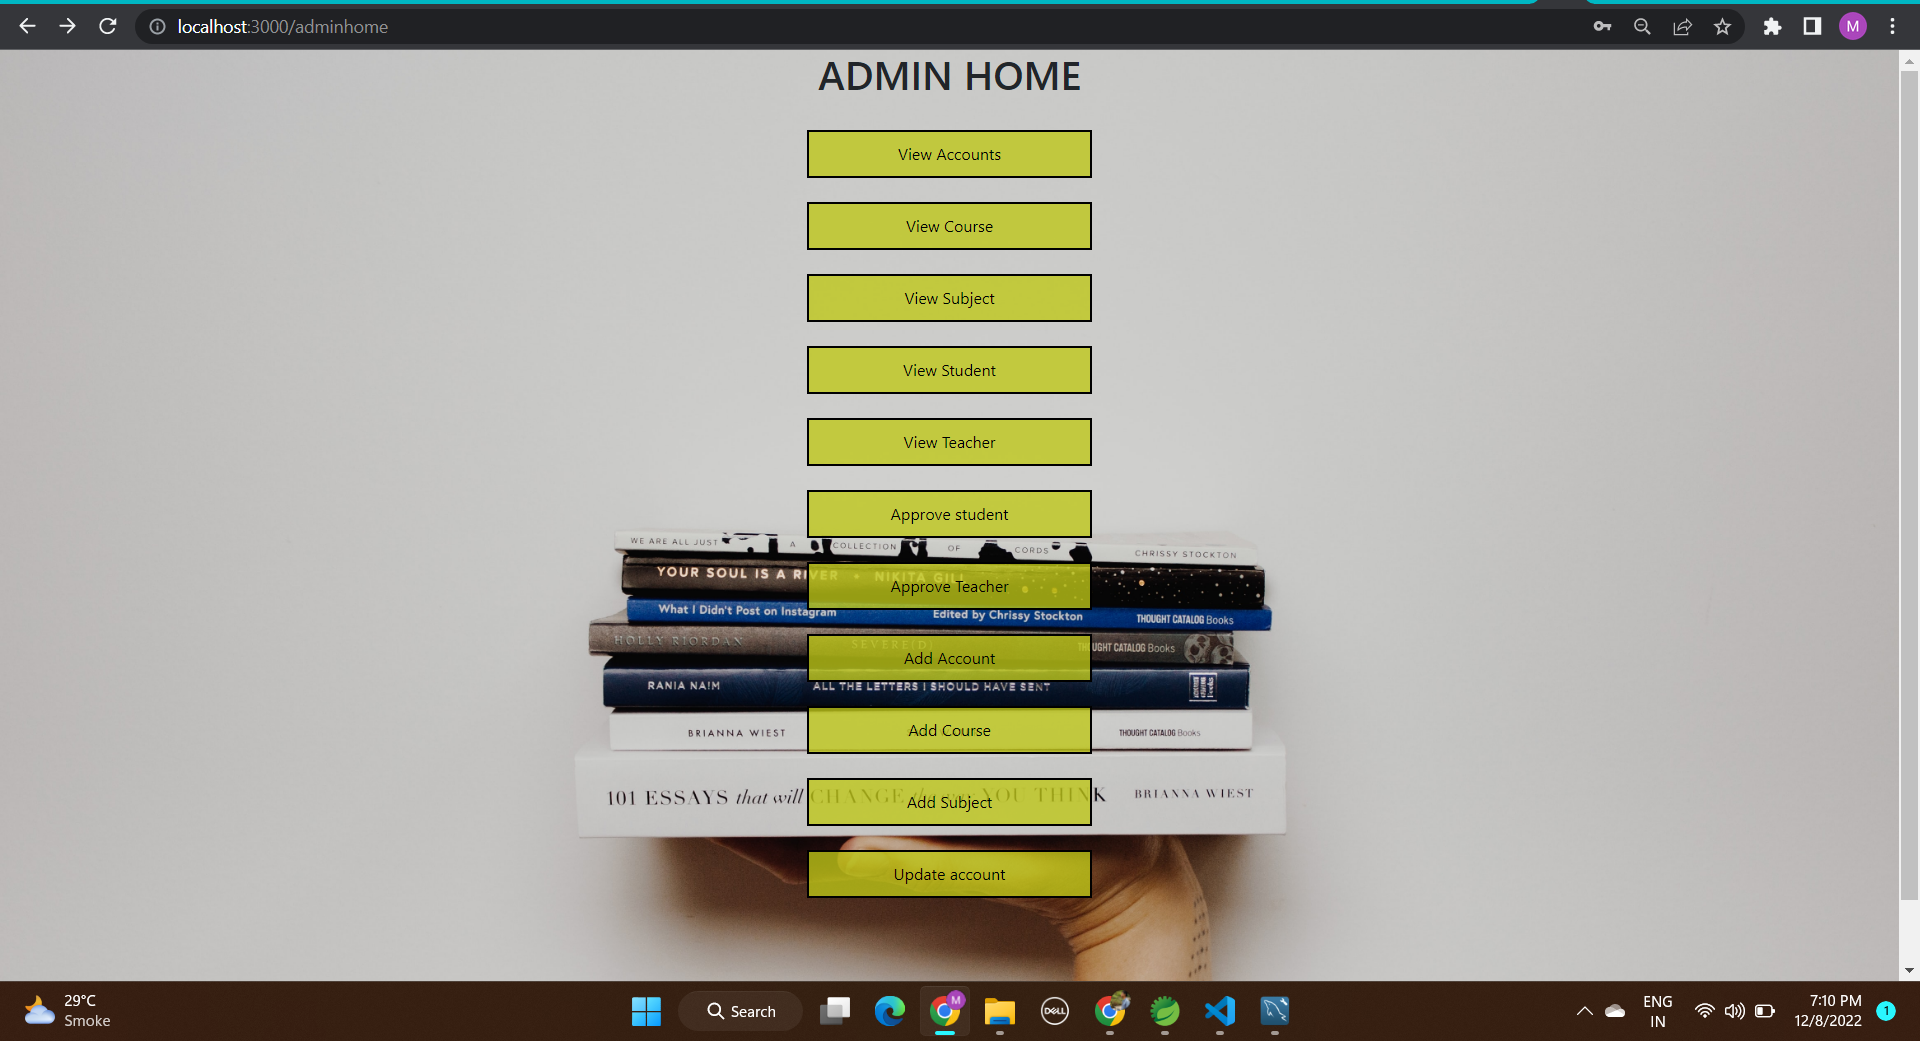 localhost:3000/adminhome
M
ADMIN HOME
View Accounts
View Course
View Subject
View Student
View Teacher
Approve student
WE ARE ALL JUST A COLLECTION OF CORDS CHRISSY STOCKTON
YOUR SOUL IS A RIVER • NIKITA GILL
Approve Teacher
What I Didn't Post on Instagram Edited by Chrissy Stockton THOUGHT CATALOG Books
HOLLY RIORDAN THOUGHT CATALOG Books
Add Account
RANIA NAIM ALL THE LETTERS I SHOULD HAVE SENT
BRIANNA WIEST THOUGHT CATALOG Books
Add Course
101 ESSAYS that will CHANGE the way YOU THINK BRIANNA WIEST
Add Subject
Update account
29°C
Smoke
Search
M
DELL
ENG
IN
7:10 PM
12/8/2022
1